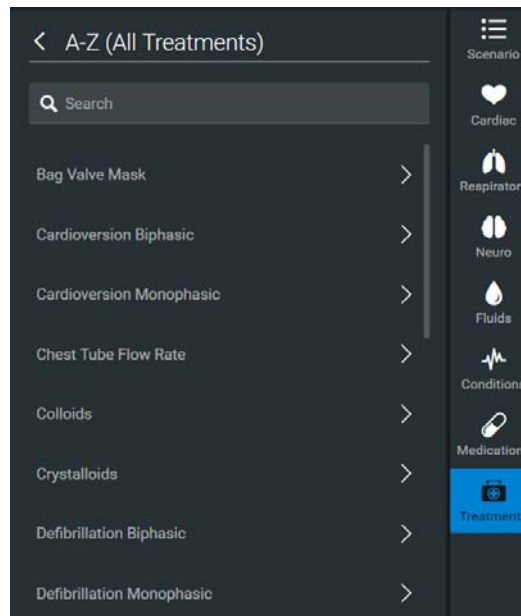 A-Z (All Treatments)
Search
Bag Valve Mask
Cardioversion Biphasic
Cardioversion Monophasic
Chest Tube Flow Rate
Colloids
Crystalloids
Defibrillation Biphasic
Defibrillation Monophasic
Scenario
Cardiac
Respirator
Neuro
Fluids
Condition
Medication
Treatment